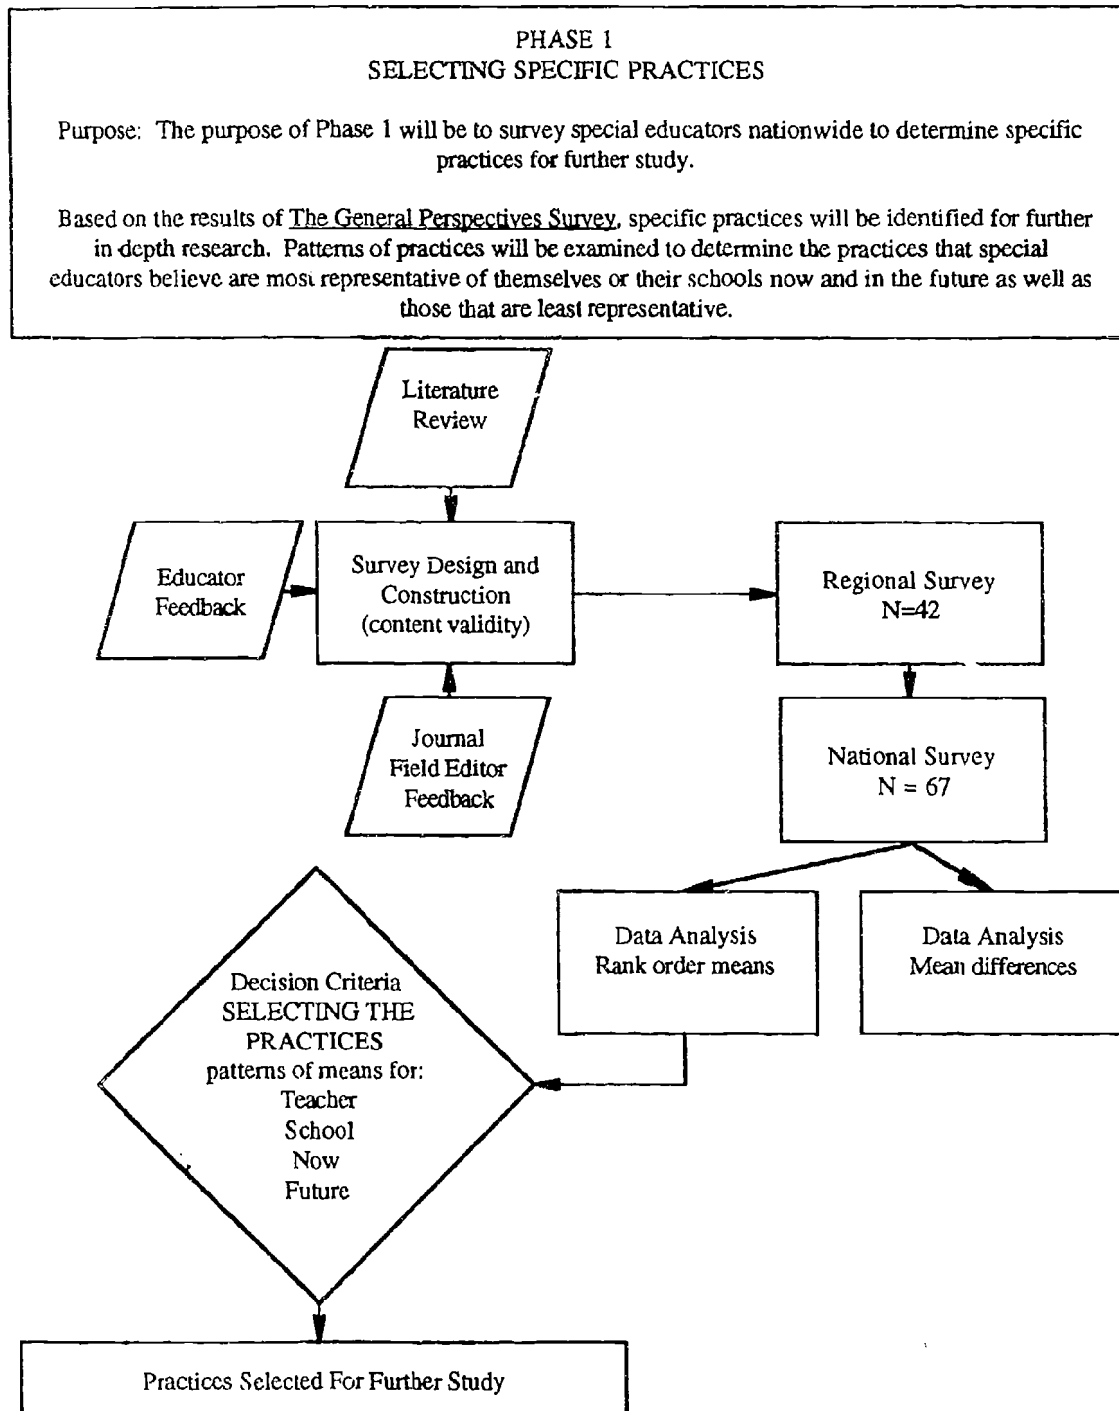 PHASE 1
SELECTING SPECIFIC PRACTICES
Purpose: The purpose of Phase 1 will be to survey special educators nationwide to determine specific
practices for further study.
Based on the results of The General Perspectives Survey, specific practices will be identified for further
in-depth research. Patterns of practices will be examined to determine the practices that special
educators believe are most representative of themselves or their schools now and in the future as well as
those that are least representative.
Literature
Review
Educator
Feedback
Survey Design and
Construction
(content validity)
Regional Survey
N=42
Journal
Field Editor
Feedback
National Survey
N = 67
Data Analysis
Rank order means
Data Analysis
Mean differences
Decision Criteria
SELECTING THE
PRACTICES
patterns of means for:
Teacher
School
Now
Future
Practices Selected For Further Study